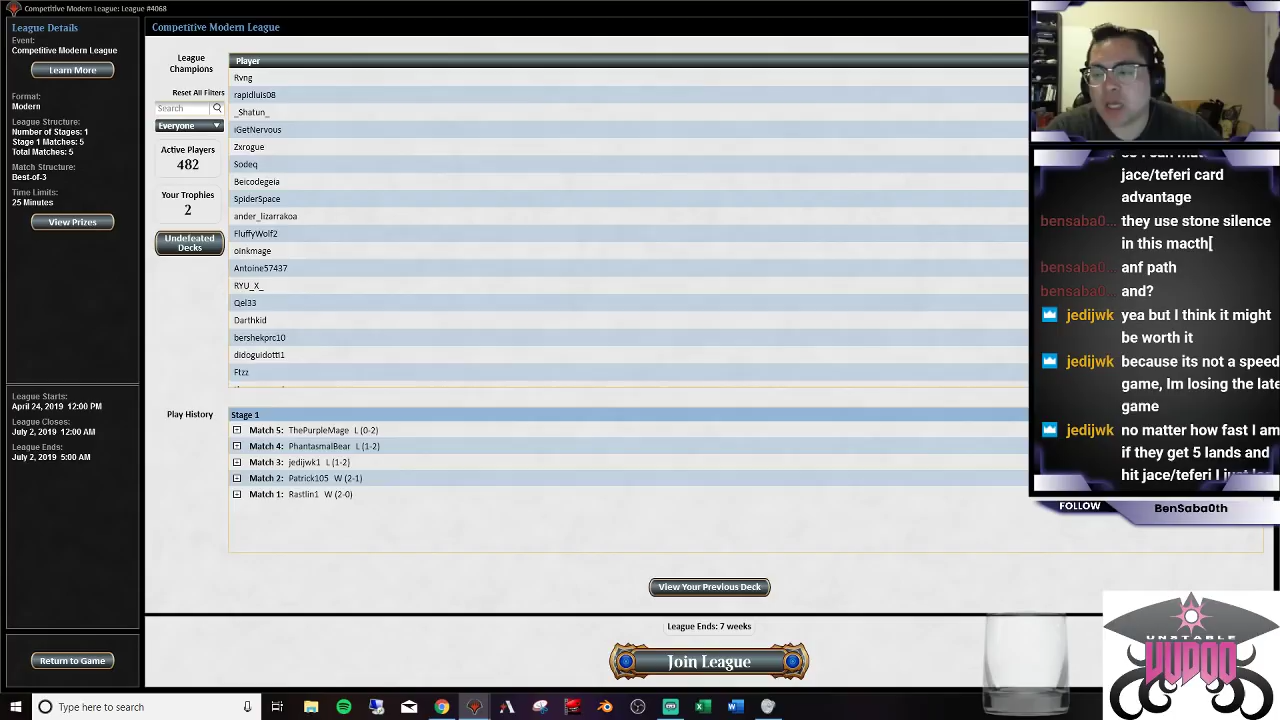 Competitive Modern League: League #4068
League Details
Event:
Competitive Modern League
Learn More
Format:
Modern
League Structure:
Number of Stages: 1
Stage 1 Matches: 5
Total Matches: 5
Match Structure:
Best-of-3
Time Limits:
25 Minutes
View Prizes
League Starts:
April 24, 2019 12:00 PM
League Closes:
July 2, 2019 12:00 AM
League Ends:
July 2, 2019 5:00 AM
Return to Game
Competitive Modern League
League
Champions
Reset All Filters
Search
Everyone
Active Players
482
Your Trophies
2
Undefeated
Decks
Player
Rvng
rapidluis08
_Shatun_
iGetNervous
Zxrogue
Sodeq
Beicodegeia
SpiderSpace
ander_lizarrakoa
FluffyWolf2
oinkmage
Antoine57437
RYU_X_
Qel33
Darthkid
bershekprc10
didoguidotti1
Ftzz
Play History
Stage 1
Match 5: ThePurpleMage L (0-2)
Match 4: PhantasmalBear L (1-2)
Match 3: jedijwk1 L (1-2)
Match 2: Patrick105 W (2-1)
Match 1: Rastlin1 W (2-0)
View Your Previous Deck
League Ends: 7 weeks
Join League
jace/teferi card
advantage
bensaba0... they use stone silence
in this macth[
bensaba0... anf path
bensaba0... and?
jedijwk yea but I think it might
be worth it
jedijwk because its not a speed
game, Im losing the late
game
jedijwk no matter how fast I am
if they get 5 lands and
hit jace/teferi I just
FOLLOW
BenSaba0th
UNSTABLE
VUDOO
Type here to search